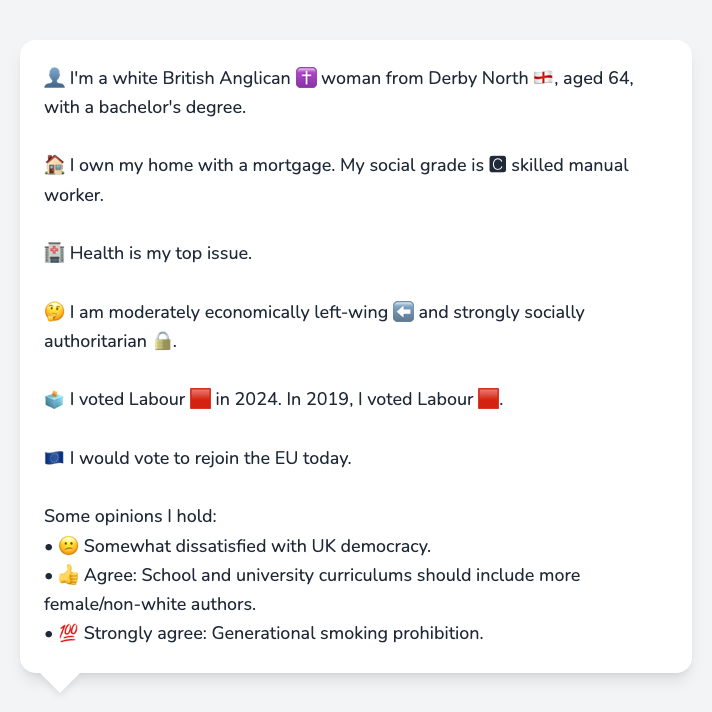 👤 I'm a white British Anglican ✝️ woman from Derby North 🏴󠁧󠁢󠁥󠁮󠁧󠁿, aged 64,
with a bachelor's degree.
🏠 I own my home with a mortgage. My social grade is 🅲 skilled manual
worker.
🏥 Health is my top issue.
🤔 I am moderately economically left-wing ⬅️ and strongly socially
authoritarian 🔒.
🗳️ I voted Labour 🟥 in 2024. In 2019, I voted Labour 🟥.
🇪🇺 I would vote to rejoin the EU today.
Some opinions I hold:
• 😕 Somewhat dissatisfied with UK democracy.
• 👍 Agree: School and university curriculums should include more
female/non-white authors.
• 💯 Strongly agree: Generational smoking prohibition.